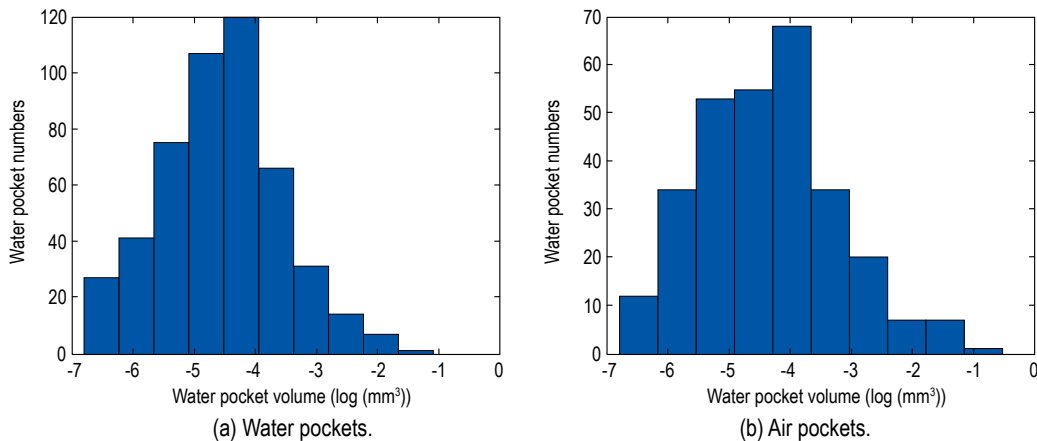 120
100
80
60
40
20
0
Water pocket numbers
-7 -6 -5 -4 -3 -2 -1 0
Water pocket volume (log (mm³))
(a) Water pockets.
70
60
50
40
30
20
10
0
Water pocket numbers
-7 -6 -5 -4 -3 -2 -1 0
Water pocket volume (log (mm³))
(b) Air pockets.